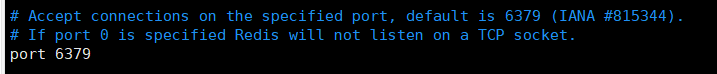 # Accept connections on the specified port, default is 6379 (IANA #815344).
# If port 0 is specified Redis will not listen on a TCP socket.
port 6379